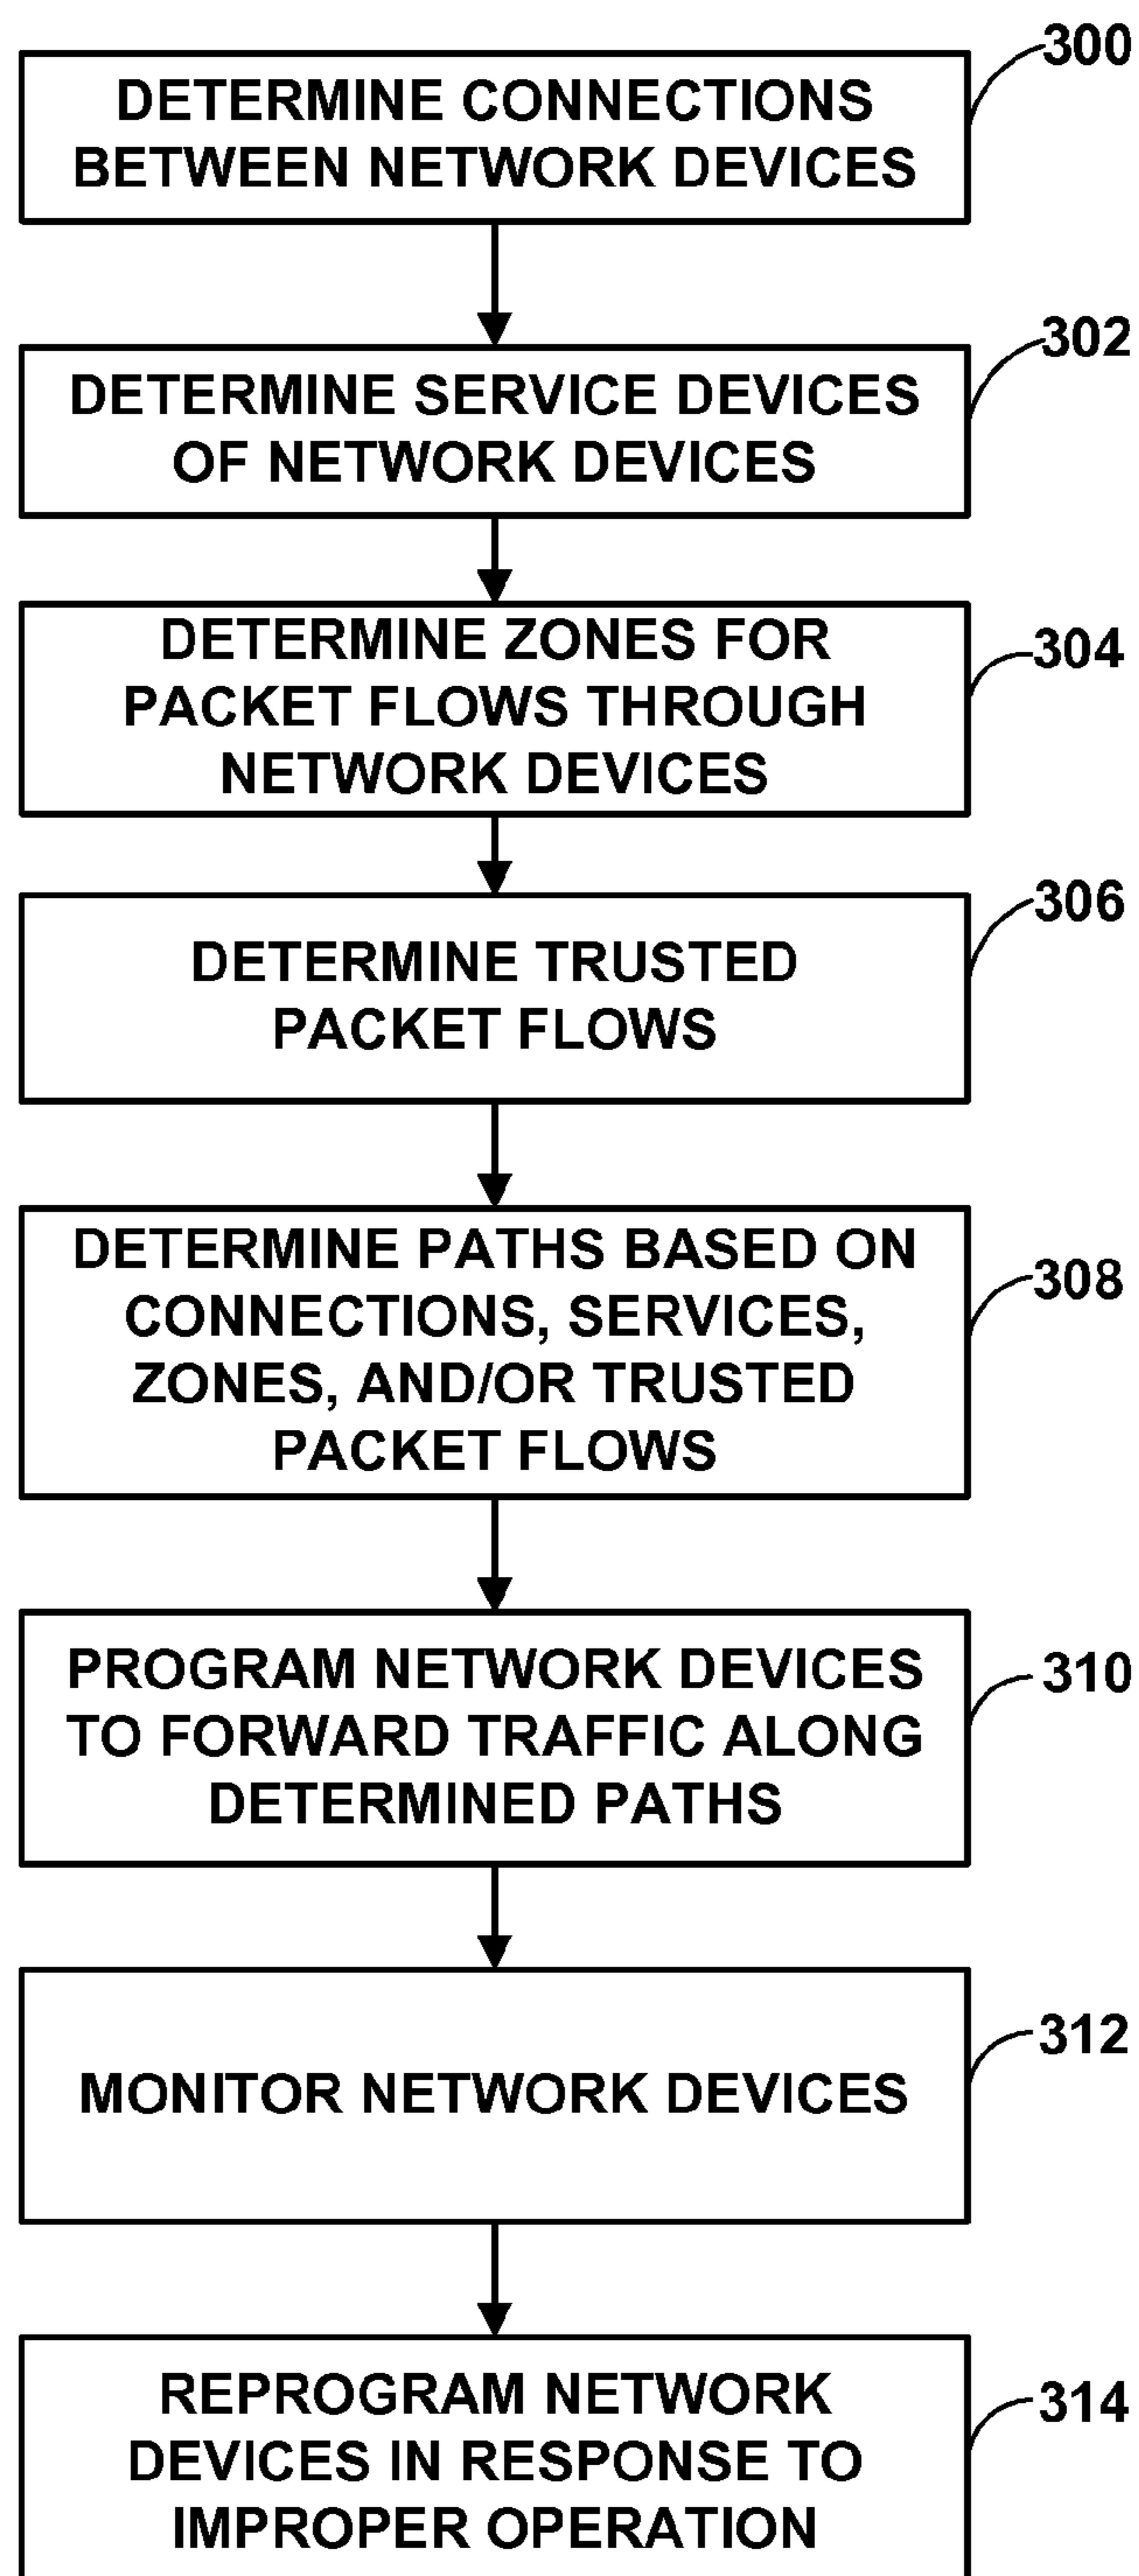 300
DETERMINE CONNECTIONS
BETWEEN NETWORK DEVICES
302
DETERMINE SERVICE DEVICES
OF NETWORK DEVICES
304
DETERMINE ZONES FOR
PACKET FLOWS THROUGH
NETWORK DEVICES
306
DETERMINE TRUSTED
PACKET FLOWS
308
DETERMINE PATHS BASED ON
CONNECTIONS, SERVICES,
ZONES, AND/OR TRUSTED
PACKET FLOWS
310
PROGRAM NETWORK DEVICES
TO FORWARD TRAFFIC ALONG
DETERMINED PATHS
312
MONITOR NETWORK DEVICES
314
REPROGRAM NETWORK
DEVICES IN RESPONSE TO
IMPROPER OPERATION